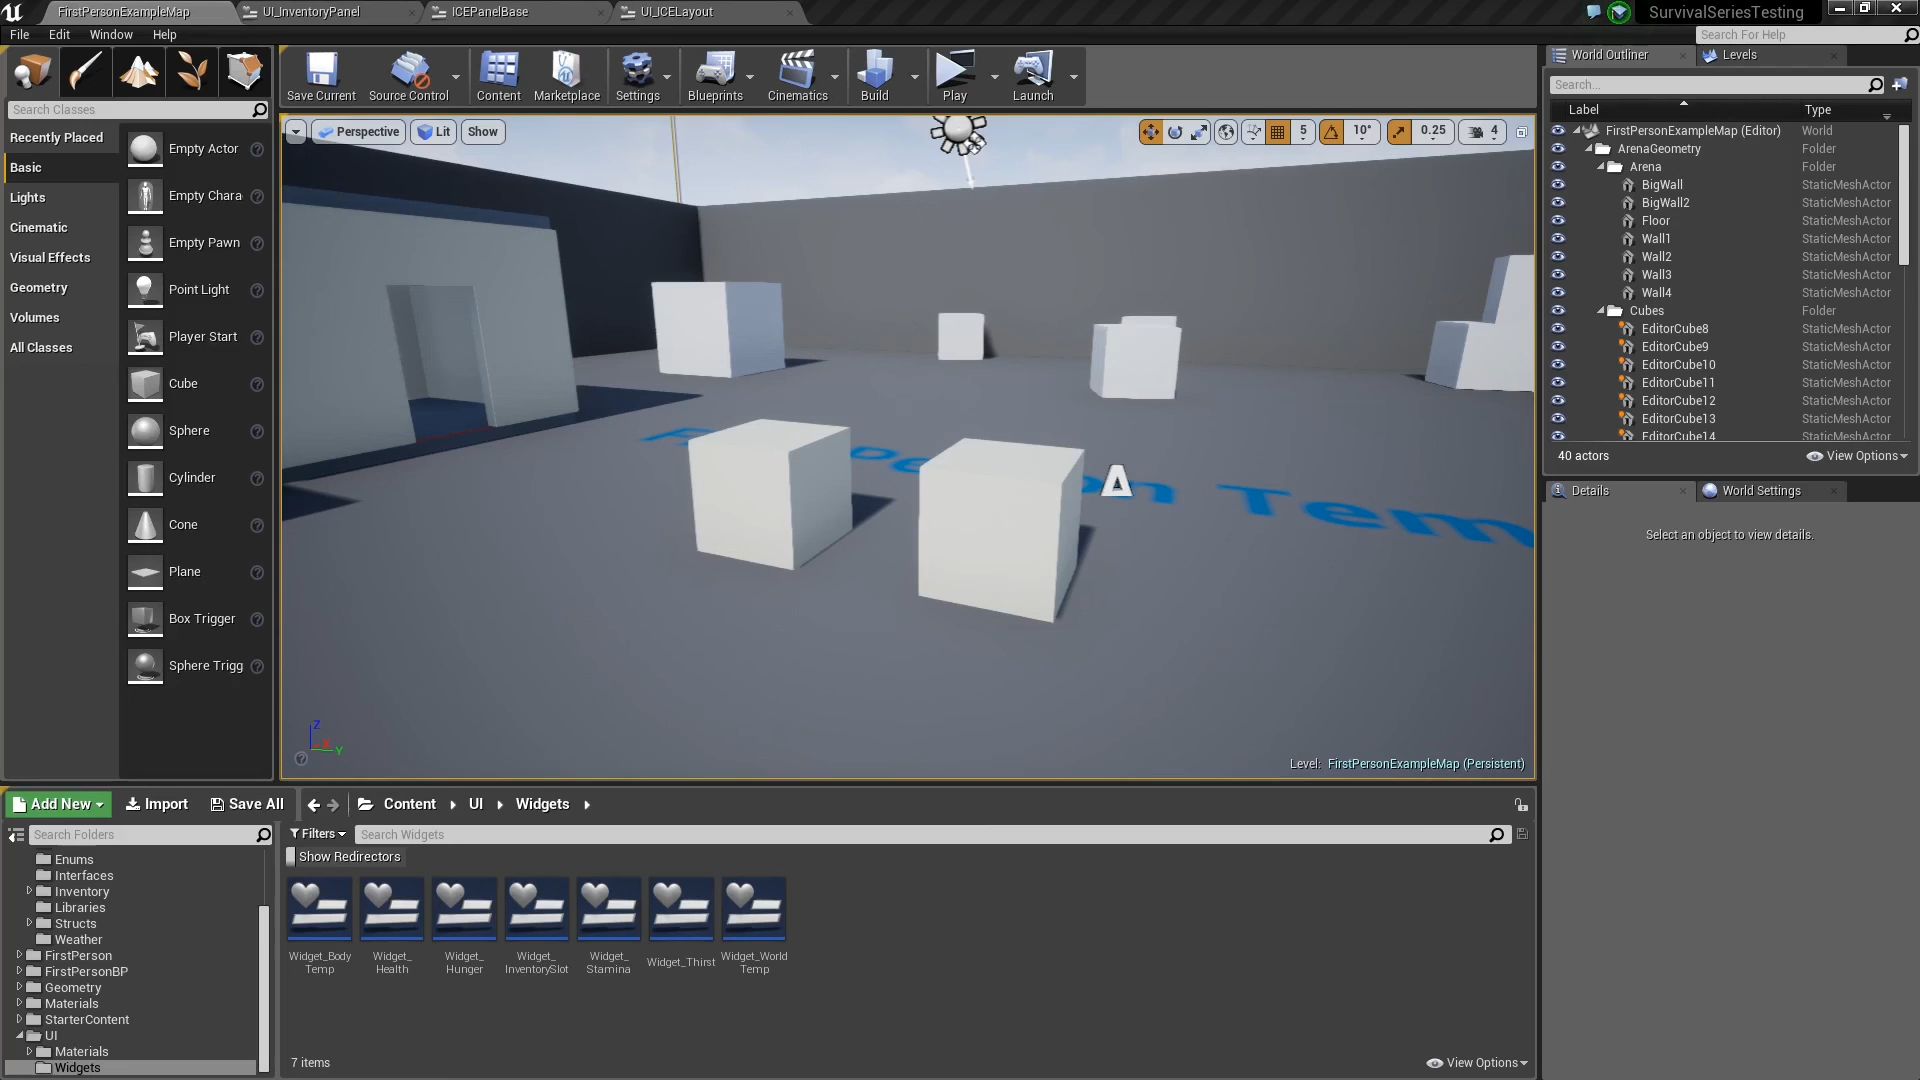 FirstPersonExampleMap
UI_InventoryPanel
ICEPanelBase
UI_ICELayout
SurvivalSeriesTesting
File
Edit
Window
Help
Search For Help
Save Current
Source Control
Content
Marketplace
Settings
Blueprints
Cinematics
Build
Play
Launch
Search Classes
Recently Placed
Basic
Lights
Cinematic
Visual Effects
Geometry
Volumes
All Classes
Empty Actor
Empty Chara
Empty Pawn
Point Light
Player Start
Cube
Sphere
Cylinder
Cone
Plane
Box Trigger
Sphere Trigg
Perspective
Lit
Show
5
10°
0.25
4
Z
X
Y
Level: FirstPersonExampleMap (Persistent)
World Outliner
Levels
Search...
Label
Type
FirstPersonExampleMap (Editor) World
ArenaGeometry Folder
Arena Folder
BigWall StaticMeshActor
BigWall2 StaticMeshActor
Floor StaticMeshActor
Wall1 StaticMeshActor
Wall2 StaticMeshActor
Wall3 StaticMeshActor
Wall4 StaticMeshActor
Cubes Folder
EditorCube8 StaticMeshActor
EditorCube9 StaticMeshActor
EditorCube10 StaticMeshActor
EditorCube11 StaticMeshActor
EditorCube12 StaticMeshActor
EditorCube13 StaticMeshActor
EditorCube14 StaticMeshActor
40 actors
View Options
Details
World Settings
Select an object to view details.
Add New
Import
Save All
Content
UI
Widgets
Search Folders
Filters
Search Widgets
Show Redirectors
Enums
Interfaces
Inventory
Libraries
Structs
Weather
FirstPerson
FirstPersonBP
Geometry
Materials
StarterContent
UI
Materials
Widgets
Widget_Body
Temp
Widget_
Health
Widget_
Hunger
Widget_
InventorySlot
Widget_
Stamina
Widget_Thirst
Widget_World
Temp
7 items
View Options